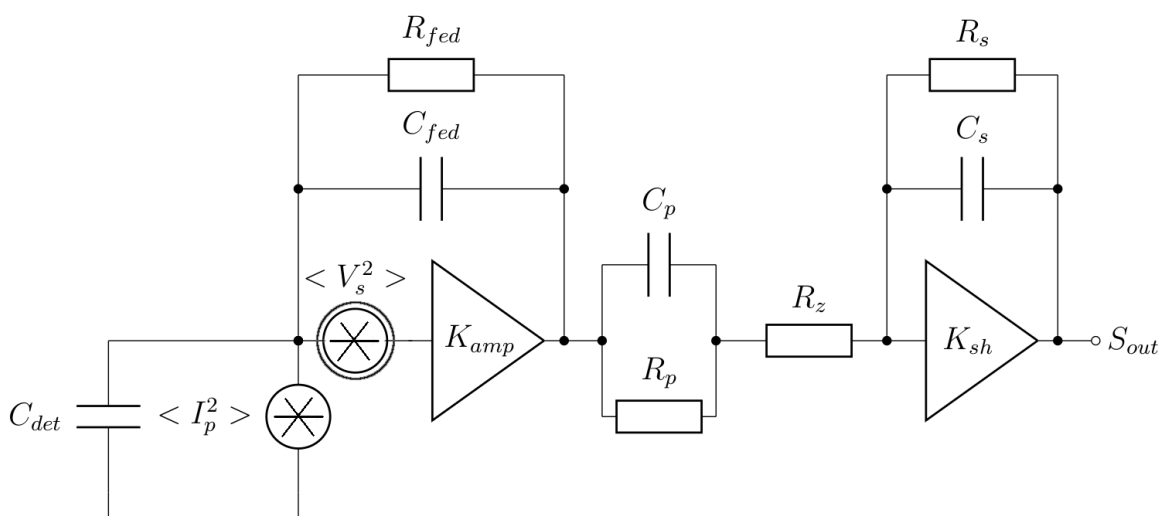 R_{fed}
R_s
C_{fed}
C_s
C_p
< V_s^2 >
R_z
K_{amp}
K_{sh}
S_{out}
R_p
C_{det}
< I_p^2 >